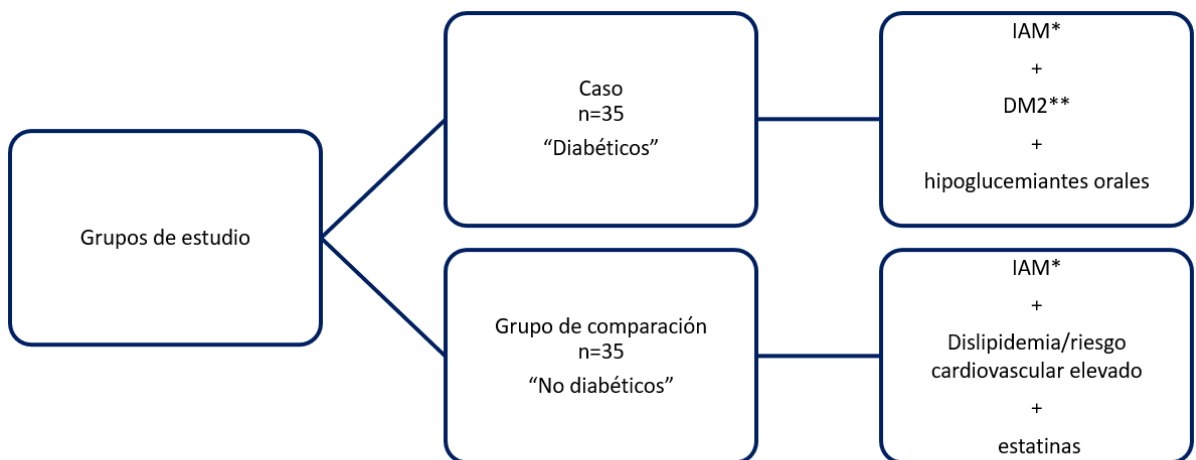 Grupos de estudio
Caso
n=35
“Diabéticos”
IAM*
+
DM2**
+
hipoglucemiantes orales
Grupo de comparación
n=35
“No diabéticos”
IAM*
+
Dislipidemia/riesgo
cardiovascular elevado
+
estatinas